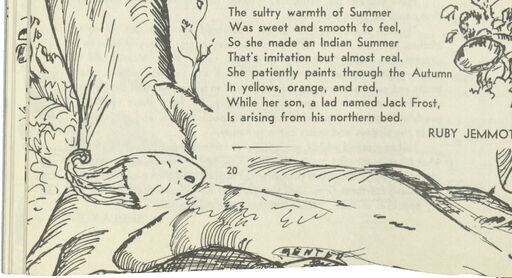 The sultry warmth of Summer
Was sweet and smooth to feel,
So she made an Indian Summer
That's imitation but almost real.
She patiently paints through the Autumn
In yellows, orange, and red,
While her son, a lad named Jack Frost,
Is arising from his northern bed.
RUBY JEMMOT
20